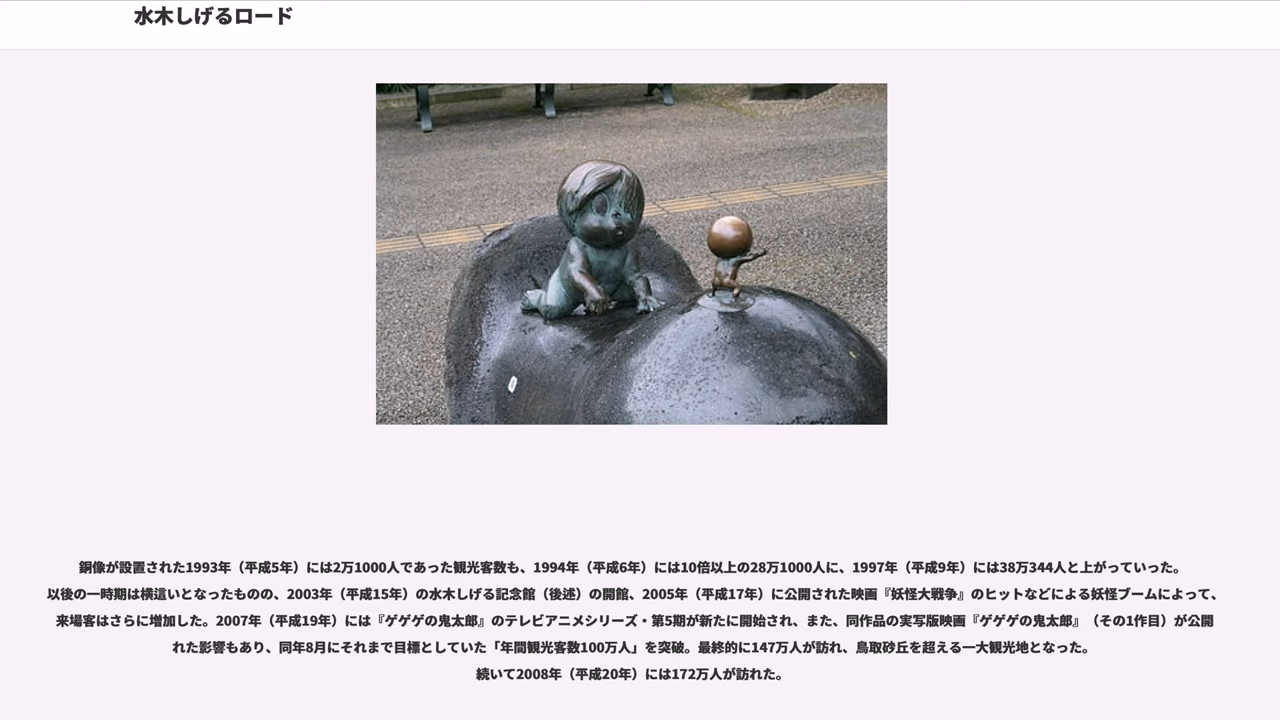 水木しげるロード
銅像が設置された1993年（平成5年）には2万1000人であった観光客数も、1994年（平成6年）には10倍以上の28万1000人に、1997年（平成9年）には38万344人と上がっていった。
以後の一時期は横這いとなったものの、2003年（平成15年）の水木しげる記念館（後述）の開館、2005年（平成17年）に公開された映画『妖怪大戦争』のヒットなどによる妖怪ブームによって、
来場客はさらに増加した。2007年（平成19年）には『ゲゲゲの鬼太郎』のテレビアニメシリーズ・第5期が新たに開始され、また、同作品の実写版映画『ゲゲゲの鬼太郎』（その1作目）が公開
れた影響もあり、同年8月にそれまで目標としていた「年間観光客数100万人」を突破。最終的に147万人が訪れ、鳥取砂丘を超える一大観光地となった。
続いて2008年（平成20年）には172万人が訪れた。